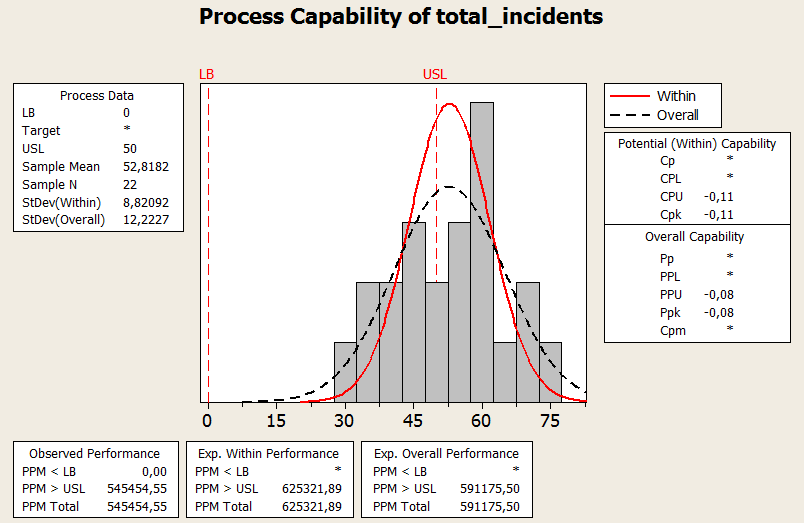 Process Capability of total_incidents
LB USL
Process Data
LB 0
Target *
USL 50
Sample Mean 52,8182
Sample N 22
StDev(Within) 8,82092
StDev(Overall) 12,2227
Within
Overall
Potential (Within) Capability
Cp *
CPL *
CPU -0,11
Cpk -0,11
Overall Capability
Pp *
PPL *
PPU -0,08
Ppk -0,08
Cpm *
0 15 30 45 60 75
Observed Performance
PPM < LB 0,00
PPM > USL 545454,55
PPM Total 545454,55
Exp. Within Performance
PPM < LB *
PPM > USL 625321,89
PPM Total 625321,89
Exp. Overall Performance
PPM < LB *
PPM > USL 591175,50
PPM Total 591175,50